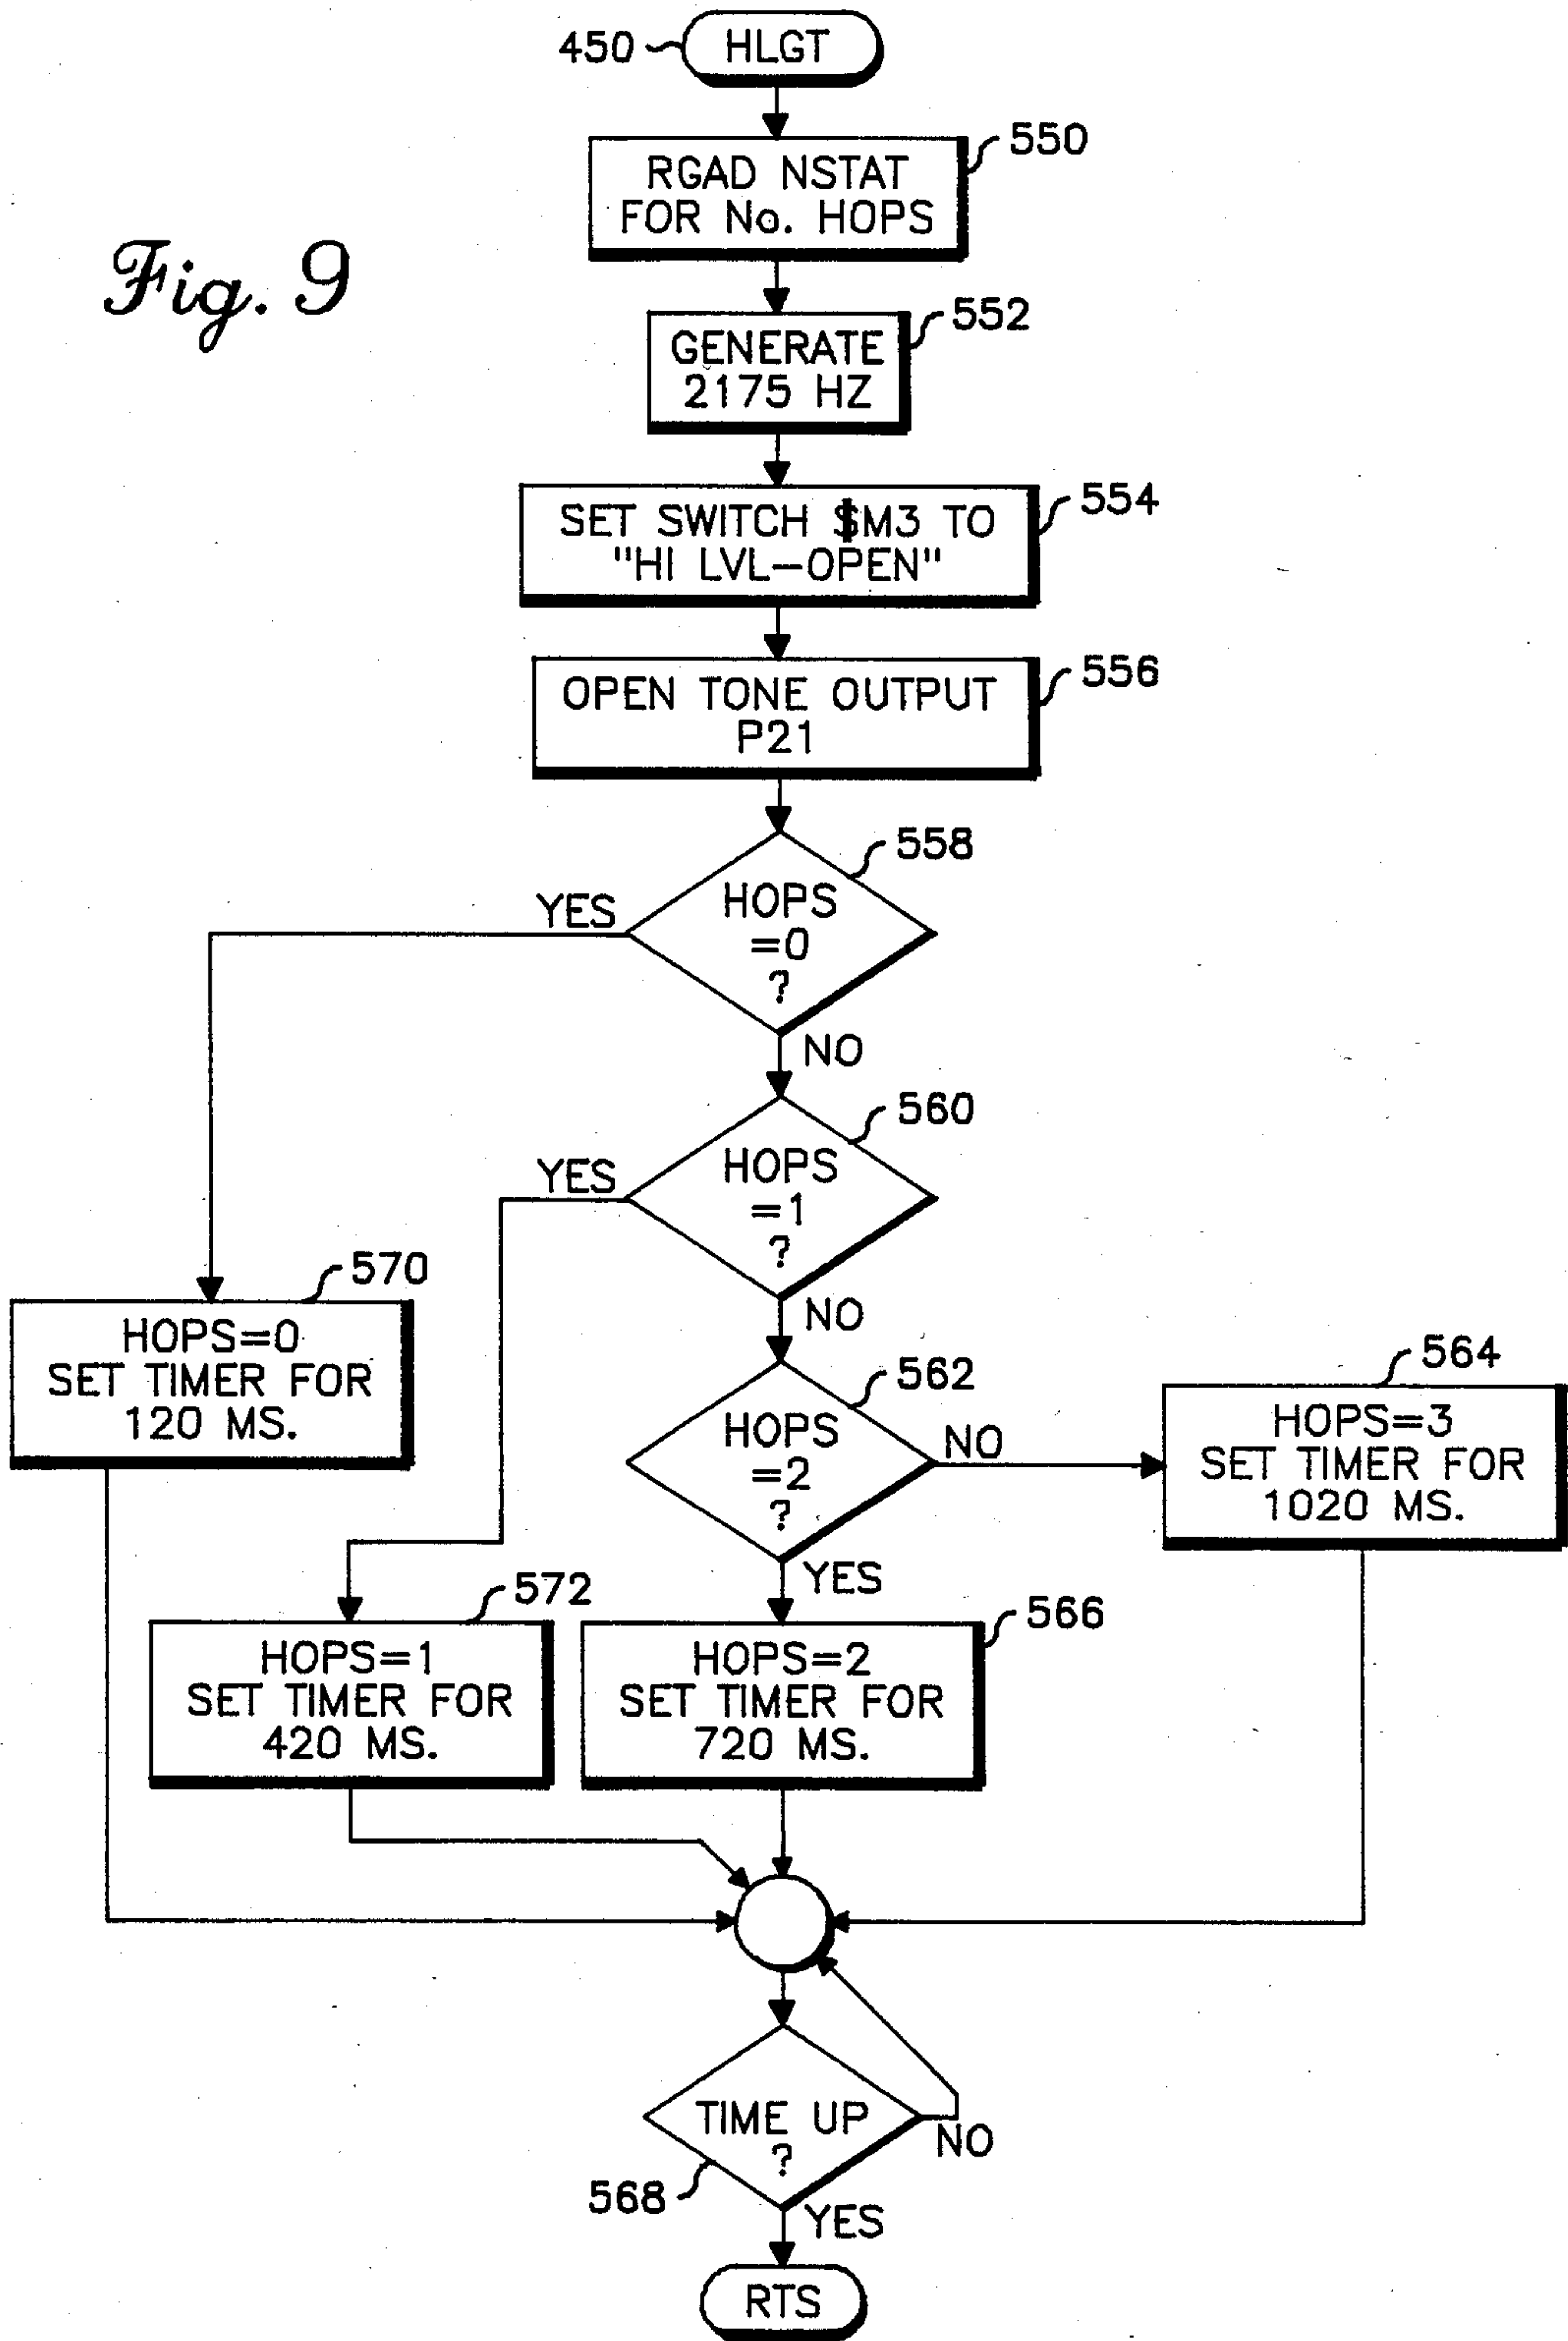 450
HLGT
550
RGAD NSTAT
FOR No. HOPS
Fig. 9
552
GENERATE
2175 HZ
554
SET SWITCH $M3 TO
"HI LVL-OPEN"
556
OPEN TONE OUTPUT
P21
558
HOPS
=0
?
YES
NO
560
HOPS
=1
?
YES
NO
570
HOPS=0
SET TIMER FOR
120 MS.
562
HOPS
=2
?
NO
YES
564
HOPS=3
SET TIMER FOR
1020 MS.
572
HOPS=1
SET TIMER FOR
420 MS.
566
HOPS=2
SET TIMER FOR
720 MS.
TIME UP
?
NO
568
YES
RTS